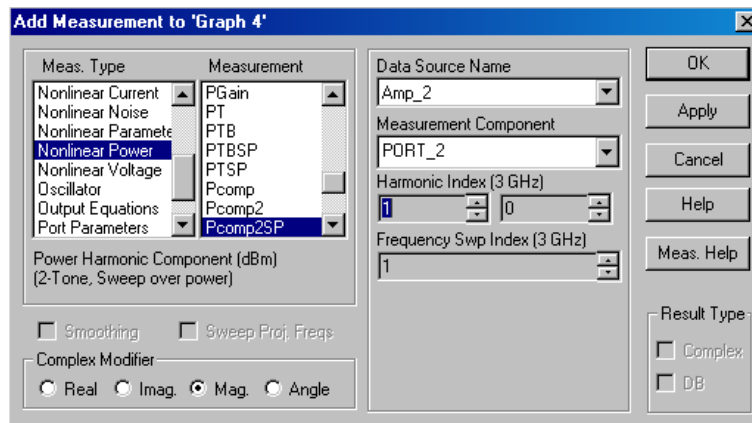 Add Measurement to 'Graph 4'
Meas. Type
Measurement
Nonlinear Current
Nonlinear Noise
Nonlinear Paramete
Nonlinear Power
Nonlinear Voltage
Oscillator
Output Equations
Port Parameters
PGain
PT
PTB
PTBSP
PTSP
Pcomp
Pcomp2
Pcomp2SP
Power Harmonic Component (dBm)
(2-Tone, Sweep over power)
Smoothing
Sweep Proj. Freqs
Complex Modifier
Real
Imag.
Mag.
Angle
Data Source Name
Amp_2
Measurement Component
PORT_2
Harmonic Index (3 GHz)
1
0
Frequency Swp Index (3 GHz)
1
OK
Apply
Cancel
Help
Meas. Help
Result Type
Complex
DB